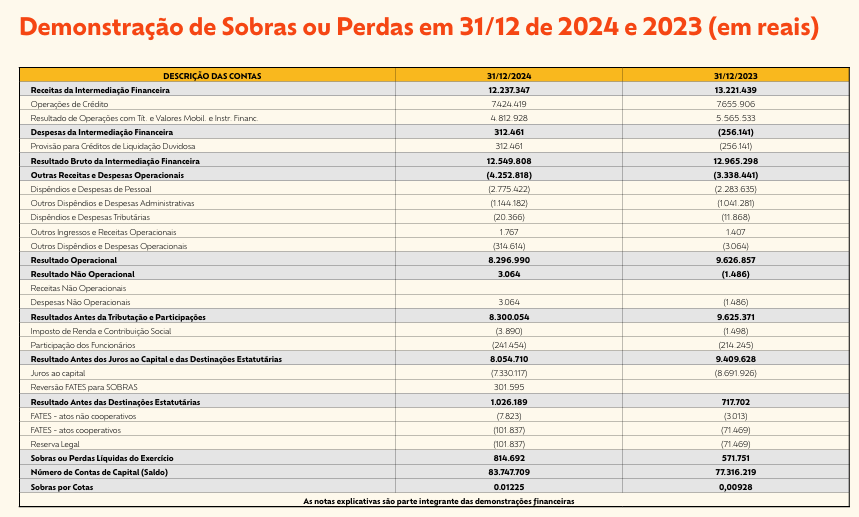 Demonstração de Sobras ou Perdas em 31/12 de 2024 e 2023 (em reais)
DESCRIÇÃO DAS CONTAS 31/12/2024 31/12/2023
Receitas da Intermediação Financeira 12.237.347 13.221.439
Operações de Crédito 7.424.419 7.655.906
Resultado de Operações com Tít. e Valores Mobil. e Instr. Financ. 4.812.928 5.565.533
Despesas da Intermediação Financeira 312.461 (256.141)
Provisão para Créditos de Liquidação Duvidosa 312.461 (256.141)
Resultado Bruto da Intermediação Financeira 12.549.808 12.965.298
Outras Receitas e Despesas Operacionais (4.252.818) (3.338.441)
Dispêndios e Despesas de Pessoal (2.775.422) (2.283.635)
Outros Dispêndios e Despesas Administrativas (1.144.182) (1.041.281)
Dispêndios e Despesas Tributárias (20.366) (11.868)
Outros Ingressos e Receitas Operacionais 1.767 1.407
Outros Dispêndios e Despesas Operacionais (314.614) (3.064)
Resultado Operacional 8.296.990 9.626.857
Resultado Não Operacional 3.064 (1.486)
Receitas Não Operacionais
Despesas Não Operacionais 3.064 (1.486)
Resultados Antes da Tributação e Participações 8.300.054 9.625.371
Imposto de Renda e Contribuição Social (3.890) (1.498)
Participação dos Funcionários (241.454) (214.245)
Resultado Antes dos Juros ao Capital e das Destinações Estatutárias 8.054.710 9.409.628
Juros ao capital (7.330.117) (8.691.926)
Reversão FATES para SOBRAS 301.595
Resultado Antes das Destinações Estatutárias 1.026.189 717.702
FATES - atos não cooperativos (7.823) (3.013)
FATES - atos cooperativos (101.837) (71.469)
Reserva Legal (101.837) (71.469)
Sobras ou Perdas Líquidas do Exercício 814.692 571.751
Número de Contas de Capital (Saldo) 83.747.709 77.316.219
Sobras por Cotas 0.01225 0,00928
As notas explicativas são parte integrante das demonstrações financeiras